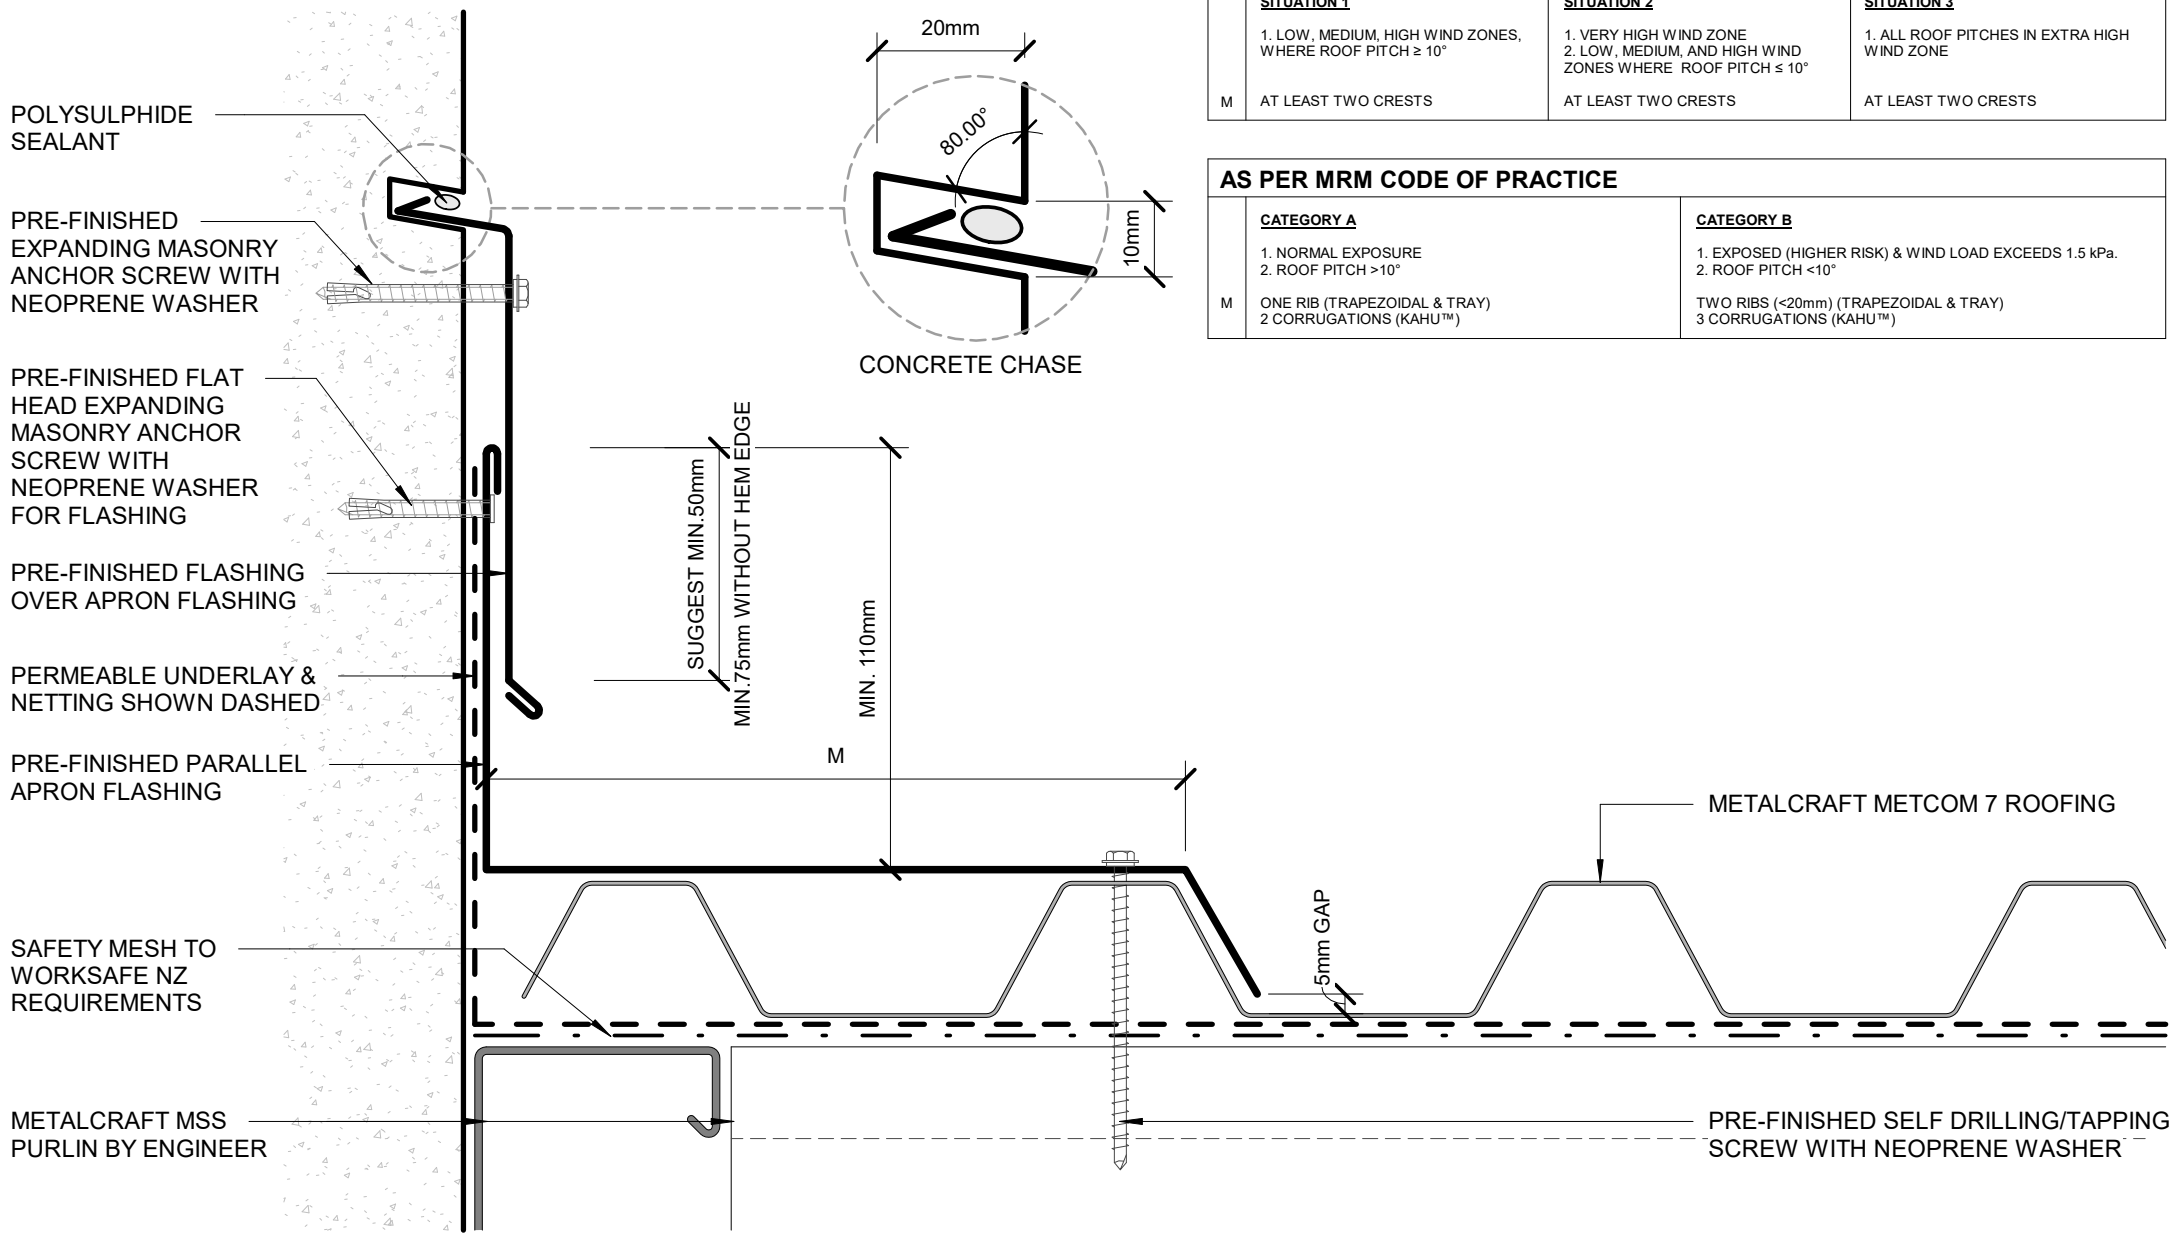 POLYSULPHIDE
SEALANT
PRE-FINISHED
EXPANDING MASONRY
ANCHOR SCREW WITH
NEOPRENE WASHER
PRE-FINISHED FLAT
HEAD EXPANDING
MASONRY ANCHOR
SCREW WITH
NEOPRENE WASHER
FOR FLASHING
PRE-FINISHED FLASHING
OVER APRON FLASHING
PERMEABLE UNDERLAY &
NETTING SHOWN DASHED
PRE-FINISHED PARALLEL
APRON FLASHING
SAFETY MESH TO
WORKSAFE NZ
REQUIREMENTS
METALCRAFT MSS
PURLIN BY ENGINEER
20mm
80.00°
10mm
CONCRETE CHASE
SUGGEST MIN.50mm
MIN.75mm WITHOUT HEM EDGE
MIN. 110mm
M
5mm GAP
METALCRAFT METCOM 7 ROOFING
PRE-FINISHED SELF DRILLING/TAPPING
SCREW WITH NEOPRENE WASHER
SITUATION 1
1. LOW, MEDIUM, HIGH WIND ZONES,
WHERE ROOF PITCH ≥ 10°
SITUATION 2
1. VERY HIGH WIND ZONE
2. LOW, MEDIUM, AND HIGH WIND
ZONES WHERE ROOF PITCH ≤ 10°
SITUATION 3
1. ALL ROOF PITCHES IN EXTRA HIGH
WIND ZONE
M
AT LEAST TWO CRESTS
AT LEAST TWO CRESTS
AT LEAST TWO CRESTS
AS PER MRM CODE OF PRACTICE
CATEGORY A
1. NORMAL EXPOSURE
2. ROOF PITCH >10°
CATEGORY B
1. EXPOSED (HIGHER RISK) & WIND LOAD EXCEEDS 1.5 kPa.
2. ROOF PITCH <10°
M
ONE RIB (TRAPEZOIDAL & TRAY)
2 CORRUGATIONS (KAHU™)
TWO RIBS (<20mm) (TRAPEZOIDAL & TRAY)
3 CORRUGATIONS (KAHU™)